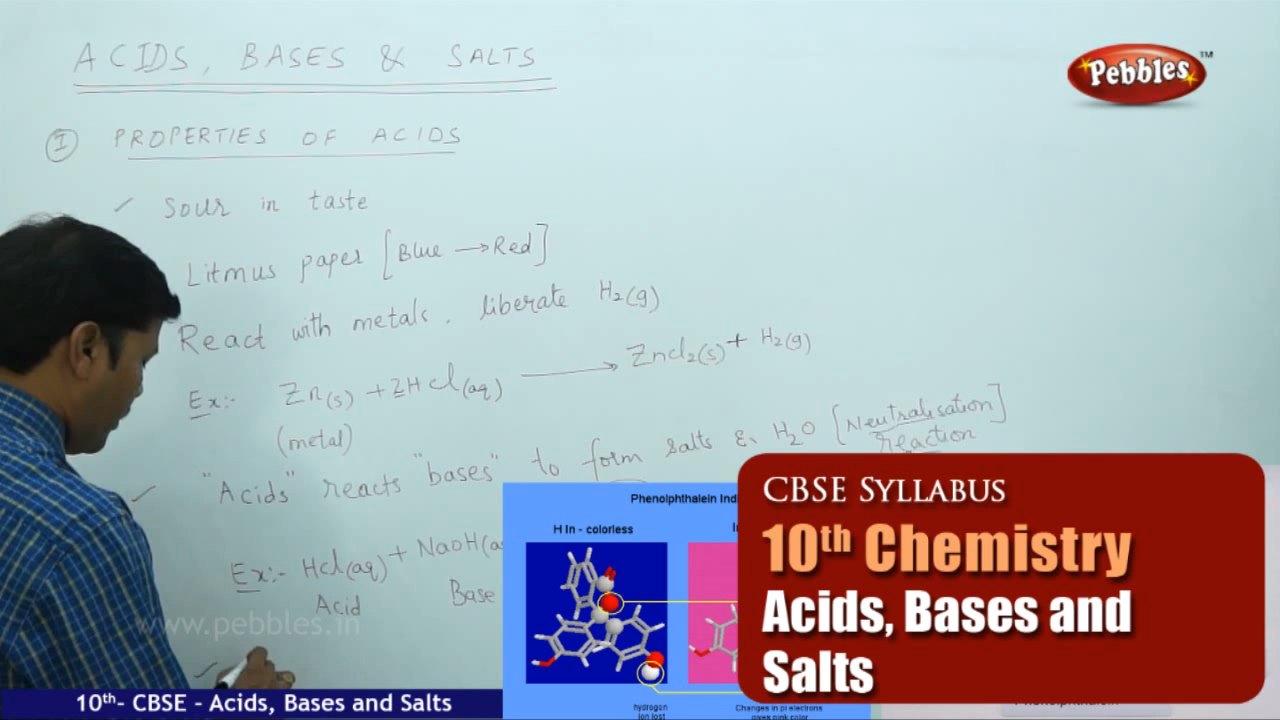 ACIDS, BASES & SALTS
Pebbles™
I PROPERTIES OF ACIDS
✓ Sour in taste
Litmus paper [Blue → Red]
React with metals, liberate H₂(g)
Ex:- Zn(s) + 2HCl(aq) → ZnCl₂(s) + H₂(g)
(metal)
✓ "Acids" reacts "bases" to form salts & H₂O [Neutralisation
reaction]
Ex:- HCl(aq) + NaOH(a
Acid Base
www.pebbles.in
Phenolphthalein Indi
H In - colorless
hydrogen
ion lost
Changes in pi electrons
gives pink color
CBSE SYLLABUS
10th Chemistry
Acids, Bases and
Salts
10th- CBSE - Acids, Bases and Salts